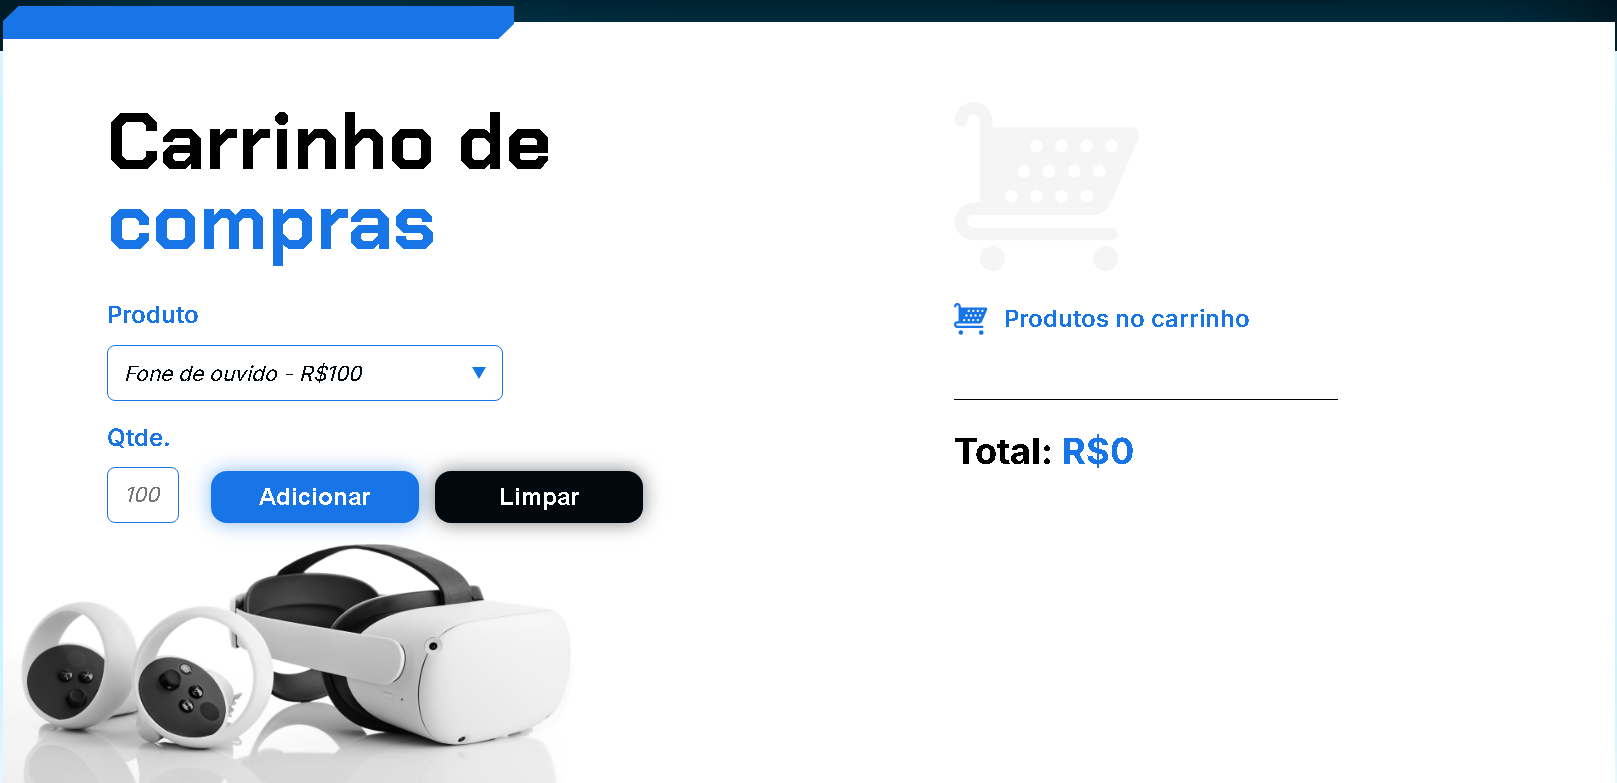 Carrinho de
compras
Produto
Fone de ouvido - R$100
Qtde.
100
Adicionar
Limpar
Produtos no carrinho
Total: R$0